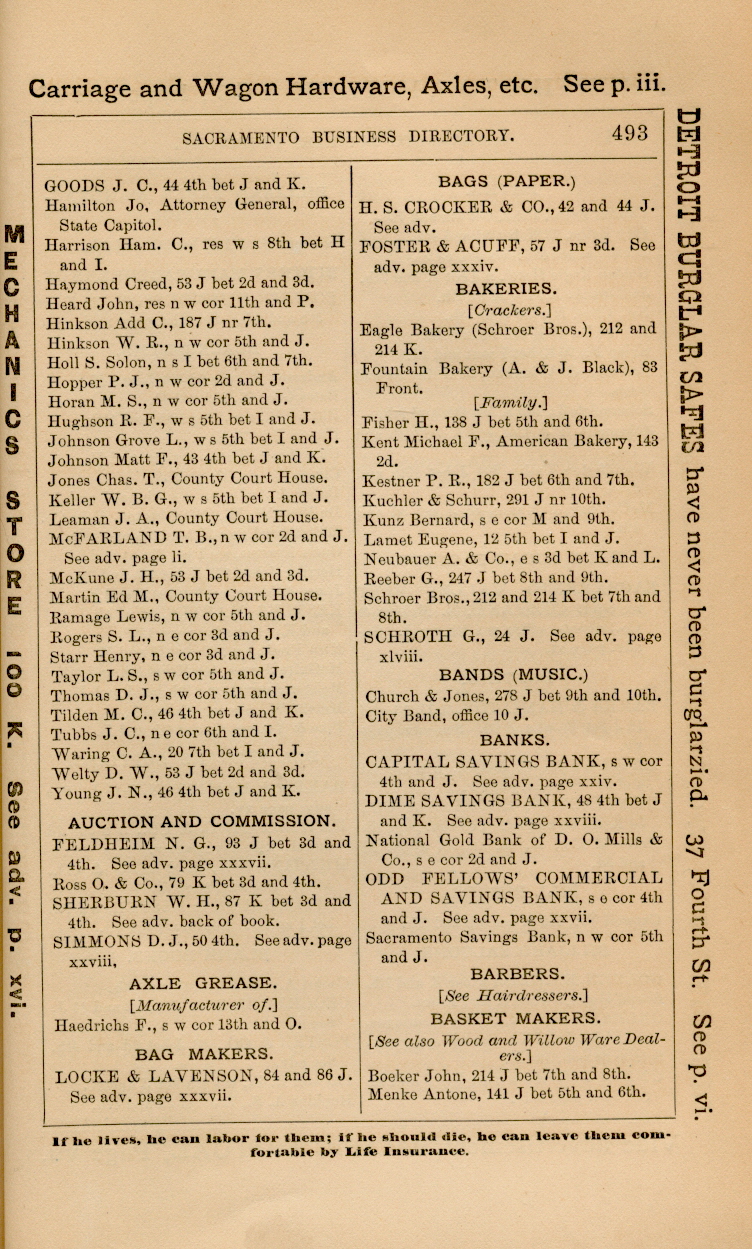 Carriage and Wagon Hardware, Axles, etc. See p. iii.
SACRAMENTO BUSINESS DIRECTORY. 493
GOODS J. C., 44 4th bet J and K.
Hamilton Jo, Attorney General, office
State Capitol.
Harrison Ham. C., res w s 8th bet H
and I.
Haymond Creed, 53 J bet 2d and 3d.
Heard John, res n w cor 11th and P.
Hinkson Add C., 187 J nr 7th.
Hinkson W. R., n w cor 5th and J.
Holl S. Solon, n s I bet 6th and 7th.
Hopper P. J., n w cor 2d and J.
Horan M. S., n w cor 5th and J.
Hughson R. F., w s 5th bet I and J.
Johnson Grove L., w s 5th bet I and J.
Johnson Matt F., 43 4th bet J and K.
Jones Chas. T., County Court House.
Keller W. B. G., w s 5th bet I and J.
Leaman J. A., County Court House.
McFARLAND T. B., n w cor 2d and J.
See adv. page li.
McKune J. H., 53 J bet 2d and 3d.
Martin Ed M., County Court House.
Ramage Lewis, n w cor 5th and J.
Rogers S. L., n e cor 3d and J.
Starr Henry, n e cor 3d and J.
Taylor L. S., s w cor 5th and J.
Thomas D. J., s w cor 5th and J.
Tilden M. C., 46 4th bet J and K.
Tubbs J. C., n e cor 6th and I.
Waring C. A., 20 7th bet I and J.
Welty D. W., 53 J bet 2d and 3d.
Young J. N., 46 4th bet J and K.
AUCTION AND COMMISSION.
FELDHEIM N. G., 93 J bet 3d and
4th. See adv. page xxxvii.
Ross O. & Co., 79 K bet 3d and 4th.
SHERBURN W. H., 87 K bet 3d and
4th. See adv. back of book.
SIMMONS D. J., 50 4th. See adv. page
xxviii,
AXLE GREASE.
[Manufacturer of.]
Haedrichs F., s w cor 13th and O.
BAG MAKERS.
LOCKE & LAVENSON, 84 and 86 J.
See adv. page xxxvii.
BAGS (PAPER.)
H. S. CROCKER & CO., 42 and 44 J.
See adv.
FOSTER & ACUFF, 57 J nr 3d. See
adv. page xxxiv.
BAKERIES.
[Crackers.]
Eagle Bakery (Schroer Bros.), 212 and
214 K.
Fountain Bakery (A. & J. Black), 83
Front.
[Family.]
Fisher H., 138 J bet 5th and 6th.
Kent Michael F., American Bakery, 143
2d.
Kestner P. R., 182 J bet 6th and 7th.
Kuchler & Schurr, 291 J nr 10th.
Kunz Bernard, s e cor M and 9th.
Lamet Eugene, 12 5th bet I and J.
Neubauer A. & Co., e s 3d bet K and L.
Reeber G., 247 J bet 8th and 9th.
Schroer Bros., 212 and 214 K bet 7th and
8th.
SCHROTH G., 24 J. See adv. page
xlviii.
BANDS (MUSIC.)
Church & Jones, 278 J bet 9th and 10th.
City Band, office 10 J.
BANKS.
CAPITAL SAVINGS BANK, s w cor
4th and J. See adv. page xxiv.
DIME SAVINGS BANK, 48 4th bet J
and K. See adv. page xxviii.
National Gold Bank of D. O. Mills &
Co., s e cor 2d and J.
ODD FELLOWS' COMMERCIAL
AND SAVINGS BANK, s e cor 4th
and J. See adv. page xxvii.
Sacramento Savings Bank, n w cor 5th
and J.
BARBERS.
[See Hairdressers.]
BASKET MAKERS.
[See also Wood and Willow Ware Deal-
ers.]
Boeker John, 214 J bet 7th and 8th.
Menke Antone, 141 J bet 5th and 6th.
MECHANICS STORE 100 K. See adv. p. xvi.
DETROIT BURGLAR SAFES have never been burglarzied. 37 Fourth St. See p. vi.
If he lives, he can labor for them; if he should die, he can leave them com-
fortable by Life Insurance.